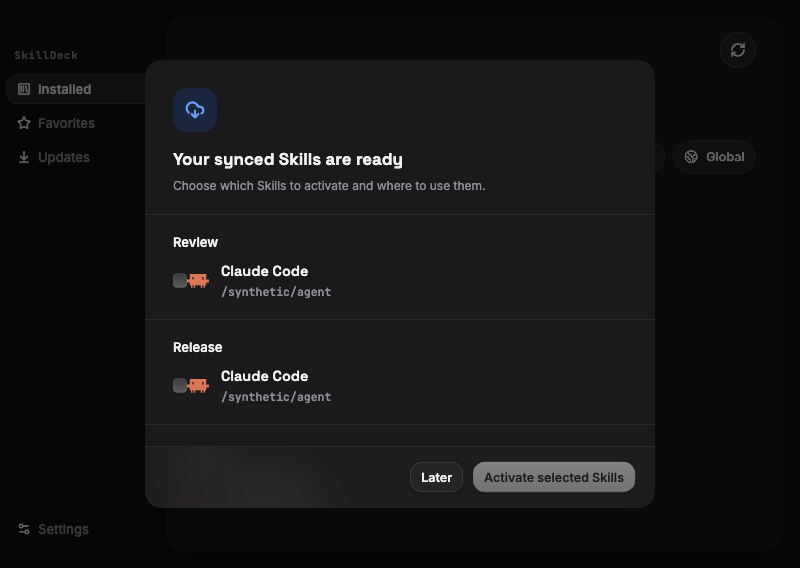 SkillDeck
Installed
Favorites
Updates
Global
Your synced Skills are ready
Choose which Skills to activate and where to use them.
Review
Claude Code
/synthetic/agent
Release
Claude Code
/synthetic/agent
Later
Activate selected Skills
Settings